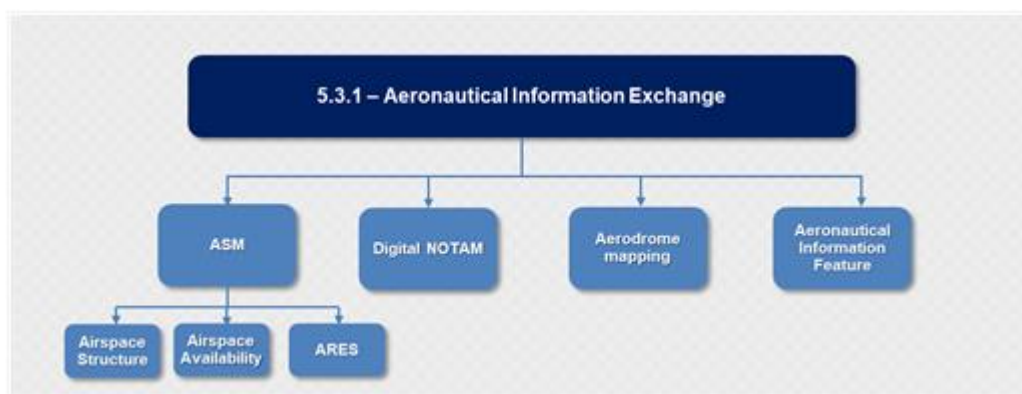 5.3.1 – Aeronautical Information Exchange
ASM
Digital NOTAM
Aerodrome
mapping
Aeronautical
Information
Feature
Airspace
Structure
Airspace
Availability
ARES